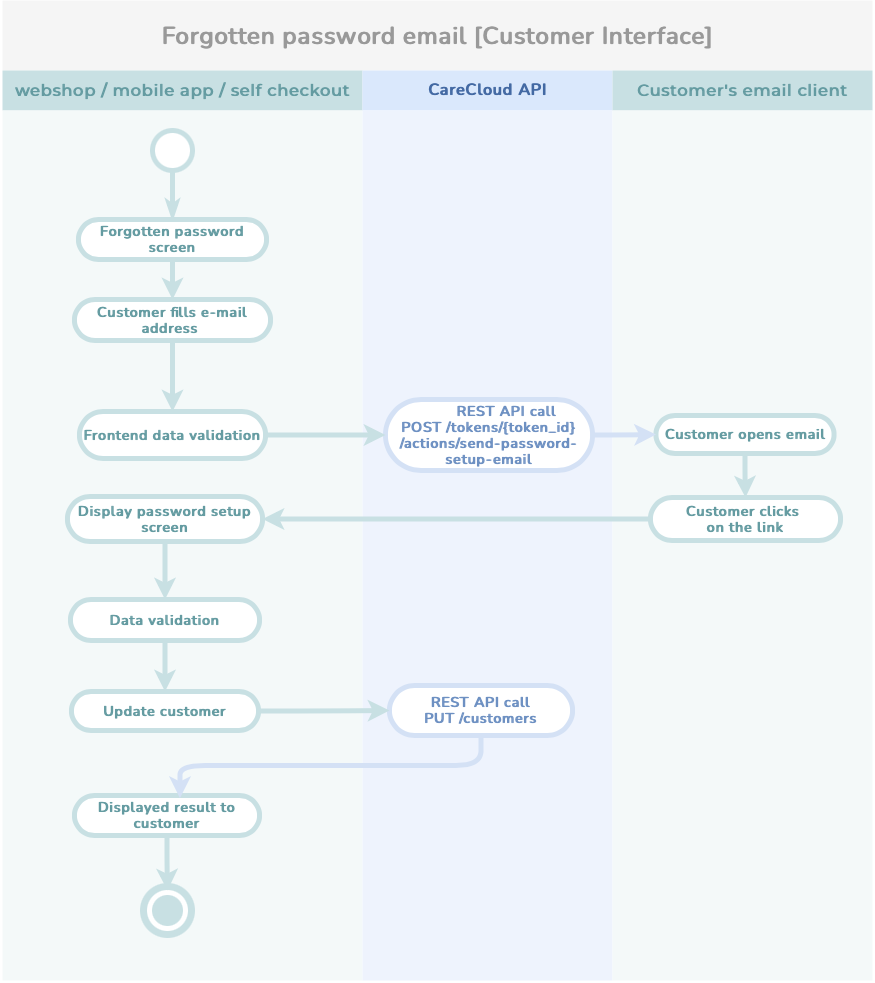 Forgotten password email [Customer Interface]
webshop / mobile app / self checkout
CareCloud API
Customer's email client
Forgotten password
screen
Customer fills e-mail
address
Frontend data validation
REST API call
POST /tokens/{token_id}
/actions/send-password-
setup-email
Customer opens email
Display password setup
screen
Customer clicks
on the link
Data validation
Update customer
REST API call
PUT /customers
Displayed result to
customer